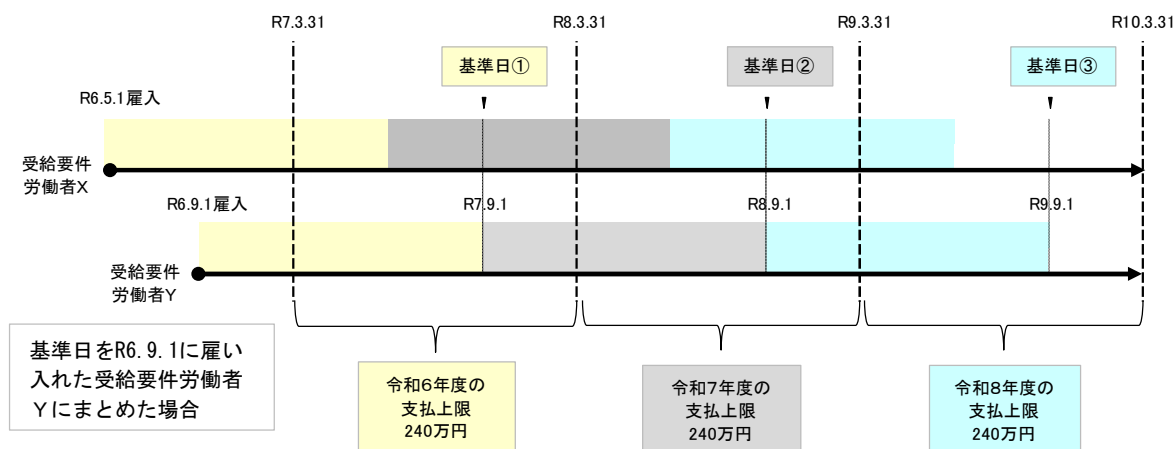 R7.3.31
R8.3.31
R9.3.31
R10.3.31
基準日①
基準日②
基準日③
R6.5.1雇入
受給要件
労働者X
R6.9.1雇入
R7.9.1
R8.9.1
R9.9.1
受給要件
労働者Y
基準日をR6.9.1に雇い
入れた受給要件労働者
Yにまとめた場合
令和6年度の
支払上限
240万円
令和7年度の
支払上限
240万円
令和8年度の
支払上限
240万円